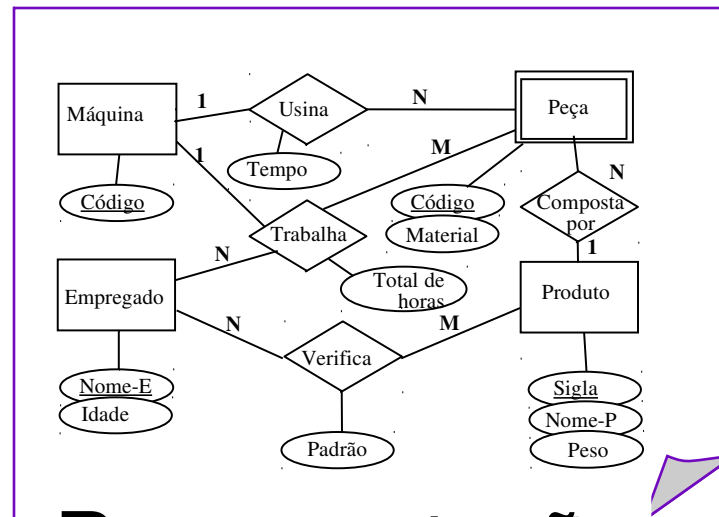 Máquina
1
Usina
N
Peça
Tempo
1
M
N
Código
Código
Material
Composta
por
Trabalha
N
1
Total de
horas
Empregado
Produto
N
M
Verifica
Nome-E
Idade
Sigla
Nome-P
Peso
Padrão